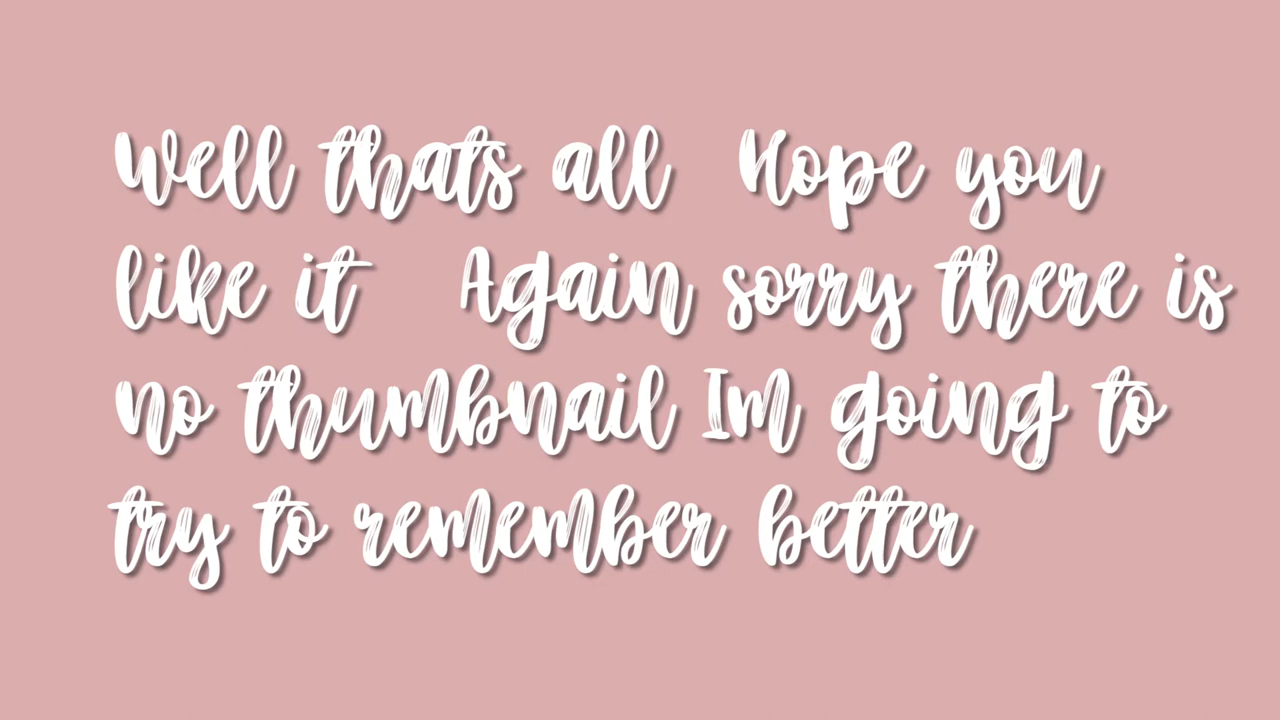 Well thats all Hope you
like it Again sorry there is
no thumbnail Im going to
try to remember better